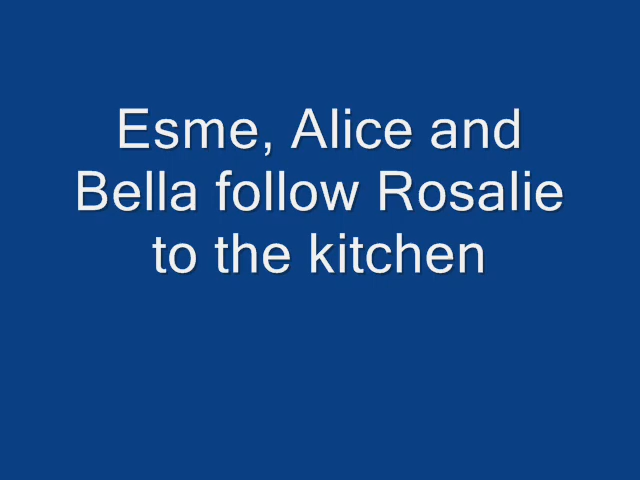 Esme, Alice and
Bella follow Rosalie
to the kitchen